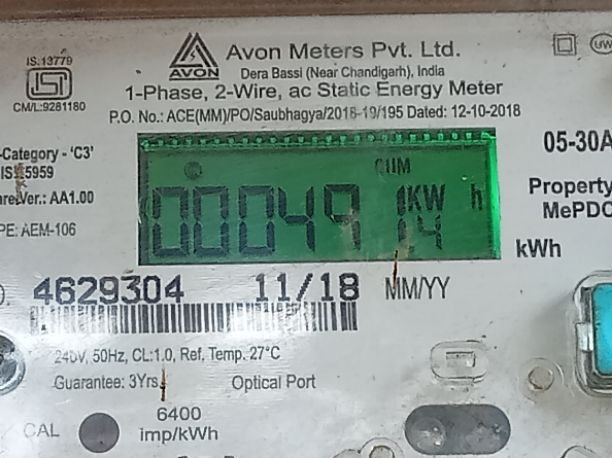 IS.13779
CM/L:9281180
AVON
Avon Meters Pvt. Ltd.
Dera Bassi (Near Chandigarh), India
1-Phase, 2-Wire, ac Static Energy Meter
P.O. No.: ACE(MM)/PO/Saubhagya/2018-19/195 Dated: 12-10-2018
-Category - 'C3'
05-30A
CUM
000049
KW h
14
Property
MePDC
AA1.00
AEM-106
kWh
4629304 11/18 MM/YY
240V, 50Hz, CL:1.0, Ref, Temp. 27°C
Guarantee: 3Yrs.
Optical Port
CAL
6400
imp/kWh